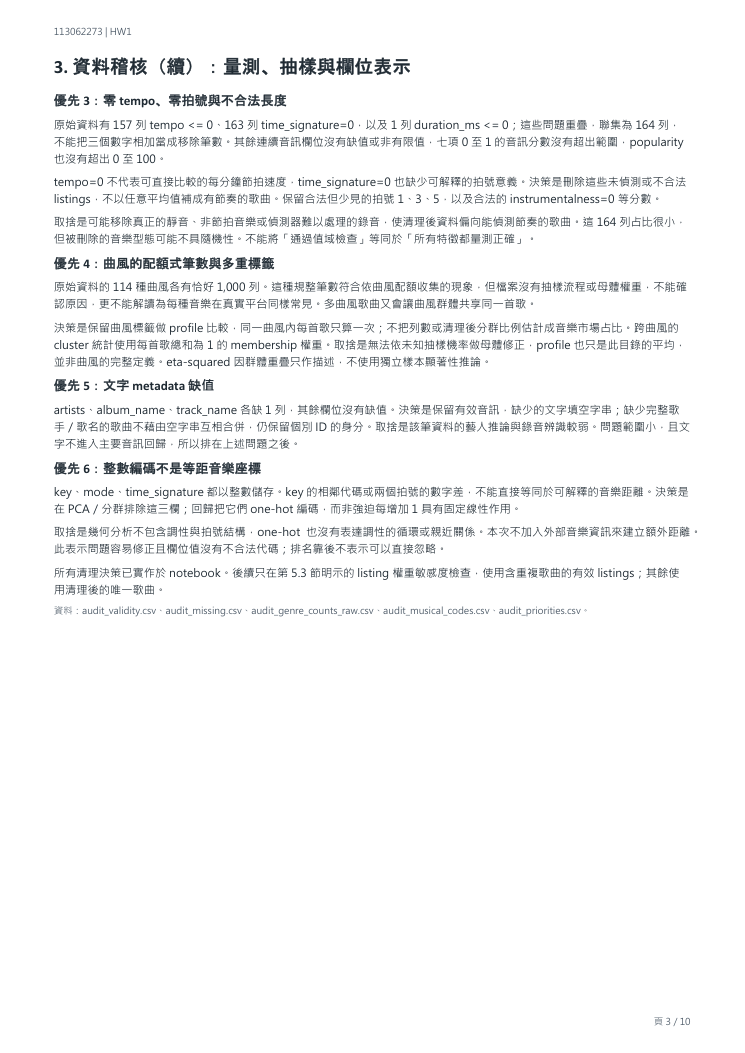 113062273 | HW1
3. 資料稽核（續）：量測、抽樣與欄位表示
優先 3：零 tempo、零拍號與不合法長度
原始資料有 157 列 tempo <= 0、163 列 time_signature=0，以及 1 列 duration_ms <= 0；這些問題重疊，聯集為 164 列，
不能把三個數字相加當成移除筆數。其餘連續音訊欄位沒有缺值或非有限值，七項 0 至 1 的音訊分數沒有超出範圍，popularity
也沒有超出 0 至 100。
tempo=0 不代表可直接比較的每分鐘節拍速度，time_signature=0 也缺少可解釋的拍號意義。決策是刪除這些未偵測或不合法
listings，不以任意平均值補成有節奏的歌曲。保留合法但少見的拍號 1、3、5，以及合法的 instrumentalness=0 等分數。
取捨是可能移除真正的靜音、非節拍音樂或偵測器難以處理的錄音，使清理後資料偏向能偵測節奏的歌曲。這 164 列占比很小，
但被刪除的音樂型態可能不具隨機性。不能將「通過值域檢查」等同於「所有特徵都量測正確」。
優先 4：曲風的配額式筆數與多重標籤
原始資料的 114 種曲風各有恰好 1,000 列。這種規整筆數符合依曲風配額收集的現象，但檔案沒有抽樣流程或母體權重，不能確
認原因，更不能解讀為每種音樂在真實平台同樣常見。多曲風歌曲又會讓曲風群體共享同一首歌。
決策是保留曲風標籤做 profile 比較，同一曲風內每首歌只算一次；不把列數或清理後分群比例估計成音樂市場占比。跨曲風的
cluster 統計使用每首歌總和為 1 的 membership 權重。取捨是無法依未知抽樣機率做母體修正，profile 也只是此目錄的平均，
並非曲風的完整定義。eta-squared 因群體重疊只作描述，不使用獨立樣本顯著性推論。
優先 5：文字 metadata 缺值
artists、album_name、track_name 各缺 1 列，其餘欄位沒有缺值。決策是保留有效音訊，缺少的文字填空字串；缺少完整歌
手 / 歌名的歌曲不藉由空字串互相合併，仍保留個別 ID 的身分。取捨是該筆資料的藝人推論與錄音辨識較弱。問題範圍小，且文
字不進入主要音訊回歸，所以排在上述問題之後。
優先 6：整數編碼不是等距音樂座標
key、mode、time_signature 都以整數儲存。key 的相鄰代碼或兩個拍號的數字差，不能直接等同於可解釋的音樂距離。決策是
在 PCA / 分群排除這三欄；回歸把它們 one-hot 編碼，而非強迫每增加 1 具有固定線性作用。
取捨是幾何分析不包含調性與拍號結構，one-hot 也沒有表達調性的循環或親近關係。本次不加入外部音樂資訊來建立額外距離。
此表示問題容易修正且欄位值沒有不合法代碼；排名靠後不表示可以直接忽略。
所有清理決策已實作於 notebook。後續只在第 5.3 節明示的 listing 權重敏感度檢查，使用含重複歌曲的有效 listings；其餘使
用清理後的唯一歌曲。
資料：audit_validity.csv、audit_missing.csv、audit_genre_counts_raw.csv、audit_musical_codes.csv、audit_priorities.csv。
頁 3 / 10